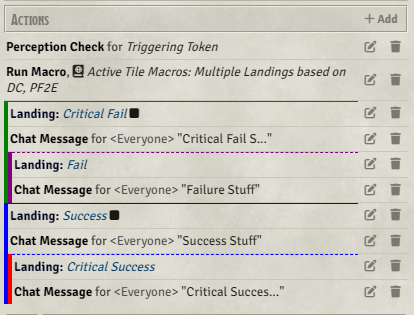 ACTIONS + Add
Perception Check for Triggering Token
Run Macro, Active Tile Macros: Multiple Landings based on
DC, PF2E
Landing: Critical Fail
Chat Message for <Everyone> "Critical Fail S..."
Landing: Fail
Chat Message for <Everyone> "Failure Stuff"
Landing: Success
Chat Message for <Everyone> "Success Stuff"
Landing: Critical Success
Chat Message for <Everyone> "Critical Succes..."